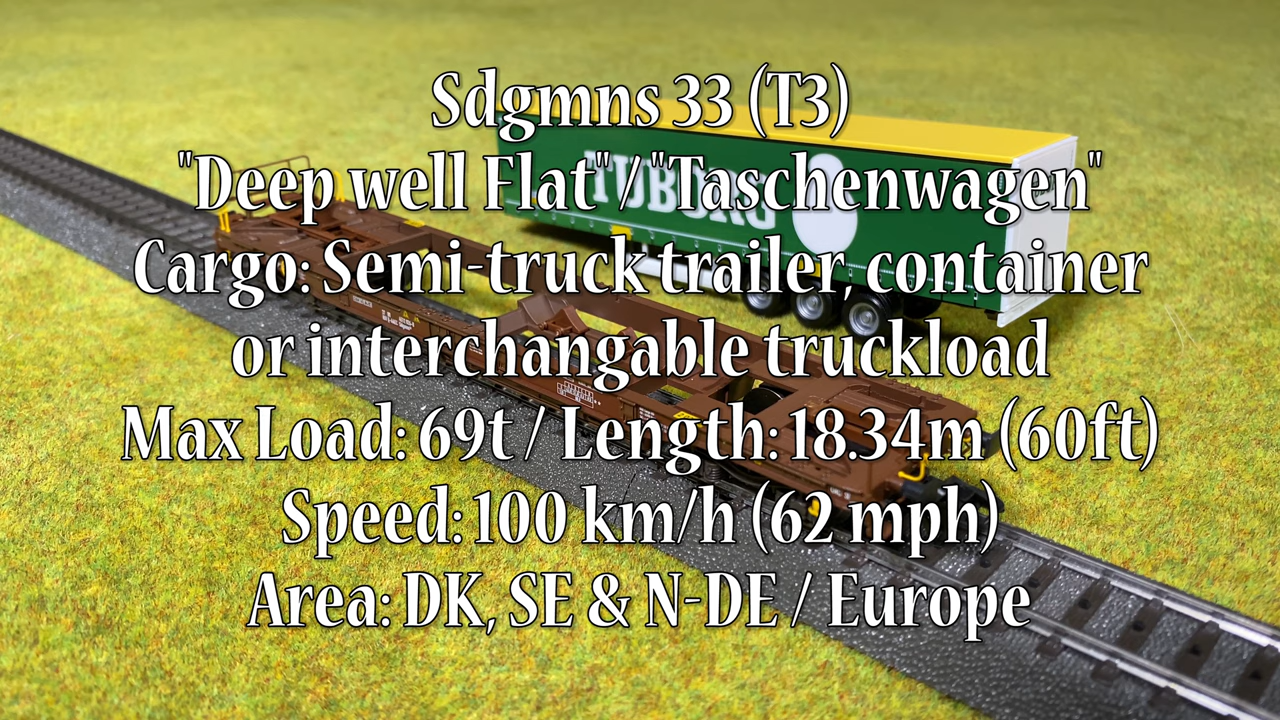 Sdgmns 33 (T3)
"Deep well Flat" / "Taschenwagen"
TUBORG
Cargo: Semi-truck trailer, container
or interchangable truckload
Max Load: 69t / Length: 18.34m (60ft)
Speed: 100 km/h (62 mph)
Area: DK, SE & N-DE / Europe